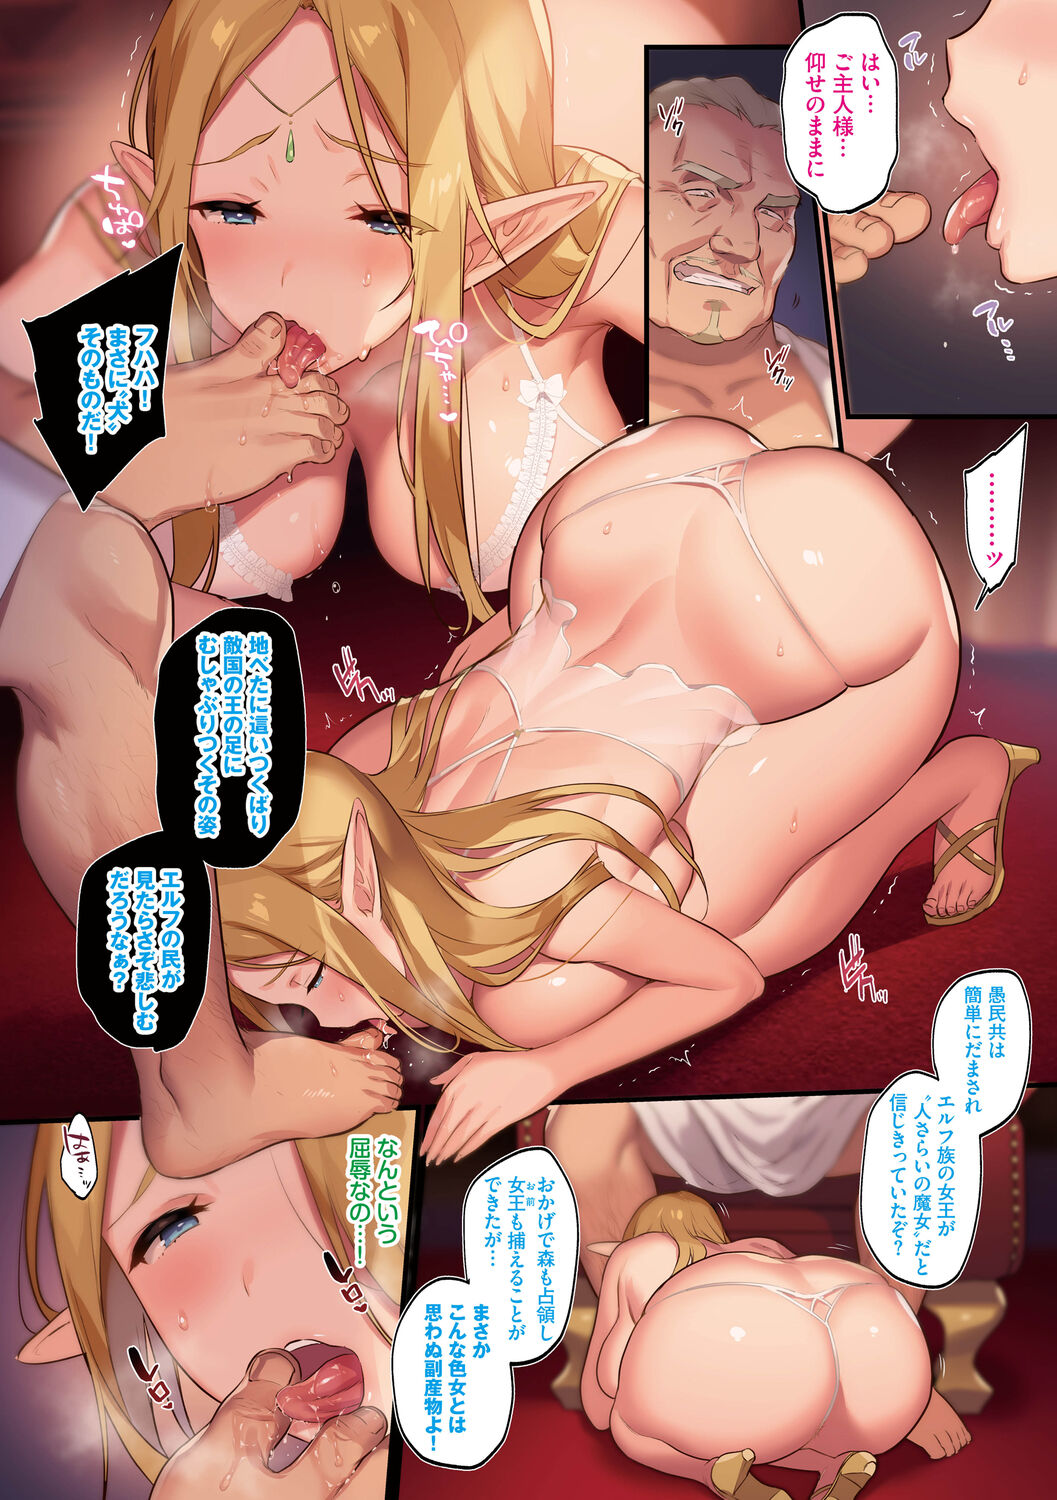 はい…
ご主人様…
仰せのままに
フハハ！
まさに〝犬〟
そのものだ！
ちゅぱ♡
ぴちゃ…♡
………ッ
地べたに這いつくばり
敵国の王の足に
むしゃぶりつくその姿
エルフの民が
見たらさぞ悲しむ
だろうなぁ？
愚民共は
簡単にだまされ
エルフ族の女王が
〝人さらいの魔女〟だと
信じきっていたぞ？
おかげで森も占領し
女王も捕えることが
お前
できたが…
まさか
こんな色女とは
思わぬ副産物よ！
なんという
屈辱なの…！
はぁ…ッ